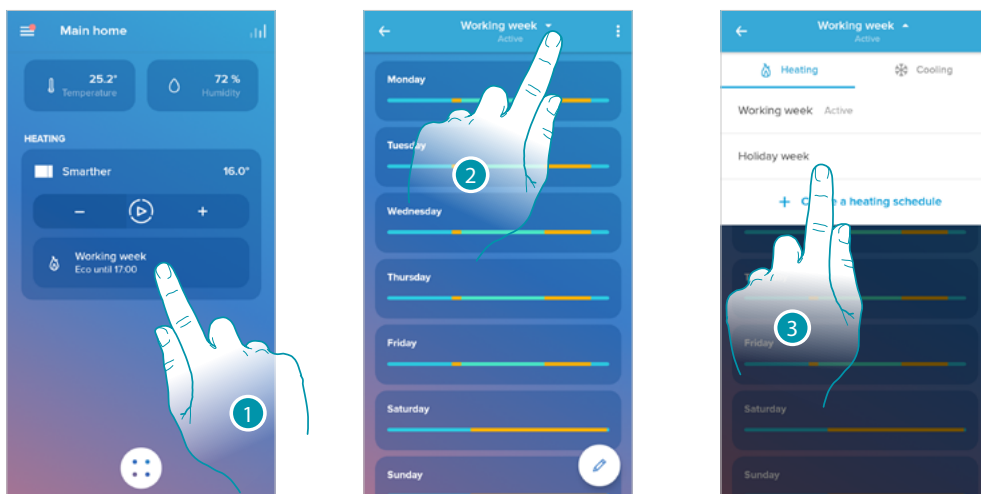 Main home
25.2°
Temperature
72 %
Humidity
HEATING
Smarther 16.0°
− +
Working week
Eco until 17:00
1
Working week
Active
Monday
Tuesday
Wednesday
Thursday
Friday
Saturday
Sunday
2
Working week
Active
Heating Cooling
Working week Active
Holiday week
+ a heating schedule
Friday
Saturday
Sunday
3